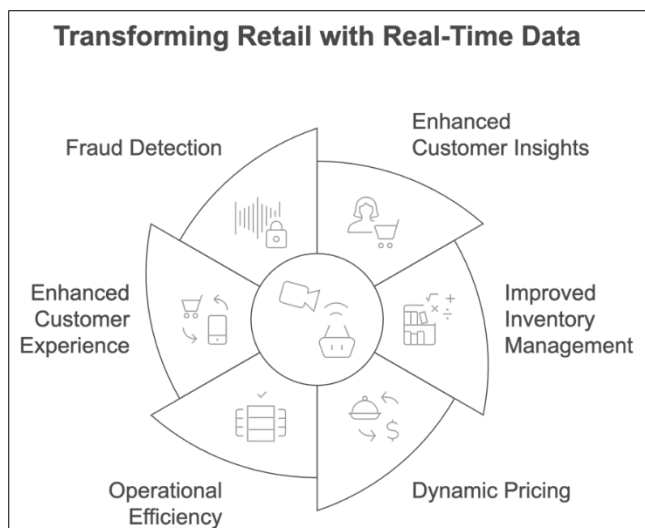 Transforming Retail with Real-Time Data
Fraud Detection
Enhanced
Customer Insights
Enhanced
Customer
Experience
Improved
Inventory
Management
Operational
Efficiency
Dynamic Pricing